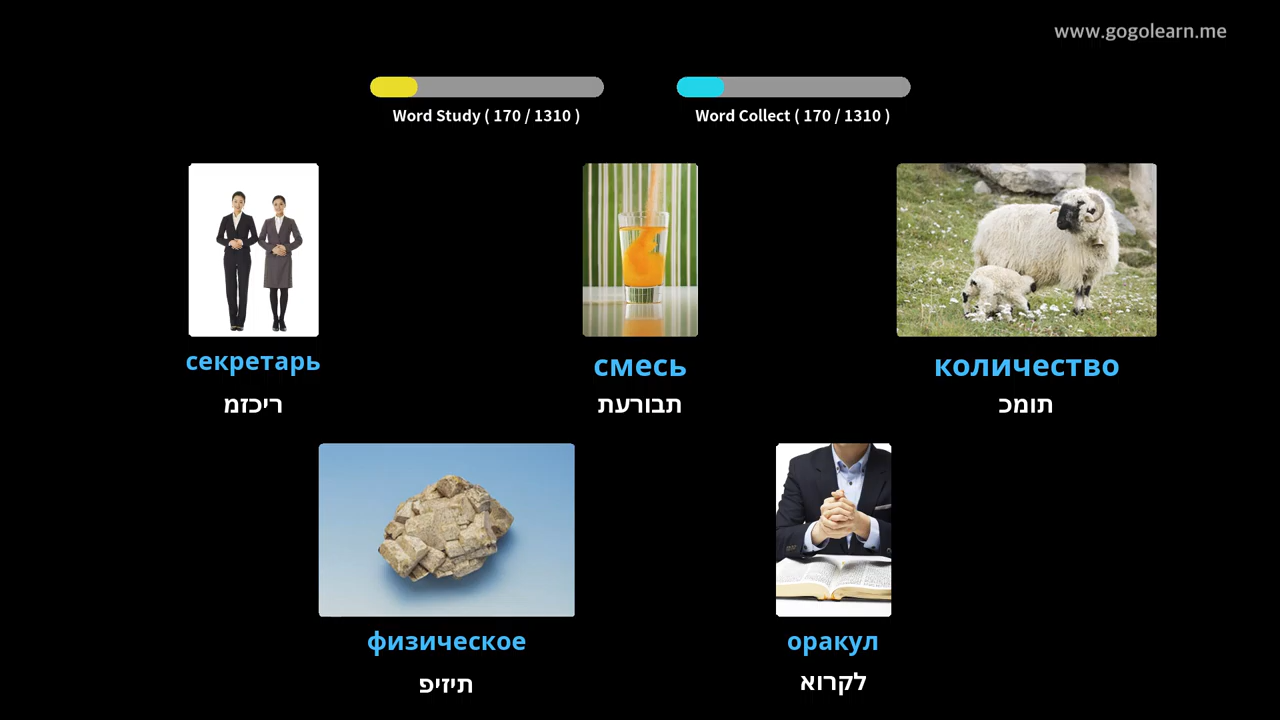 www.gogolearn.me
Word Study ( 170 / 1310 )
Word Collect ( 170 / 1310 )
секретарь
ריכזמ
смесь
תבורעת
количество
תומכ
физическое
תיזיפ
оракул
לקרוא